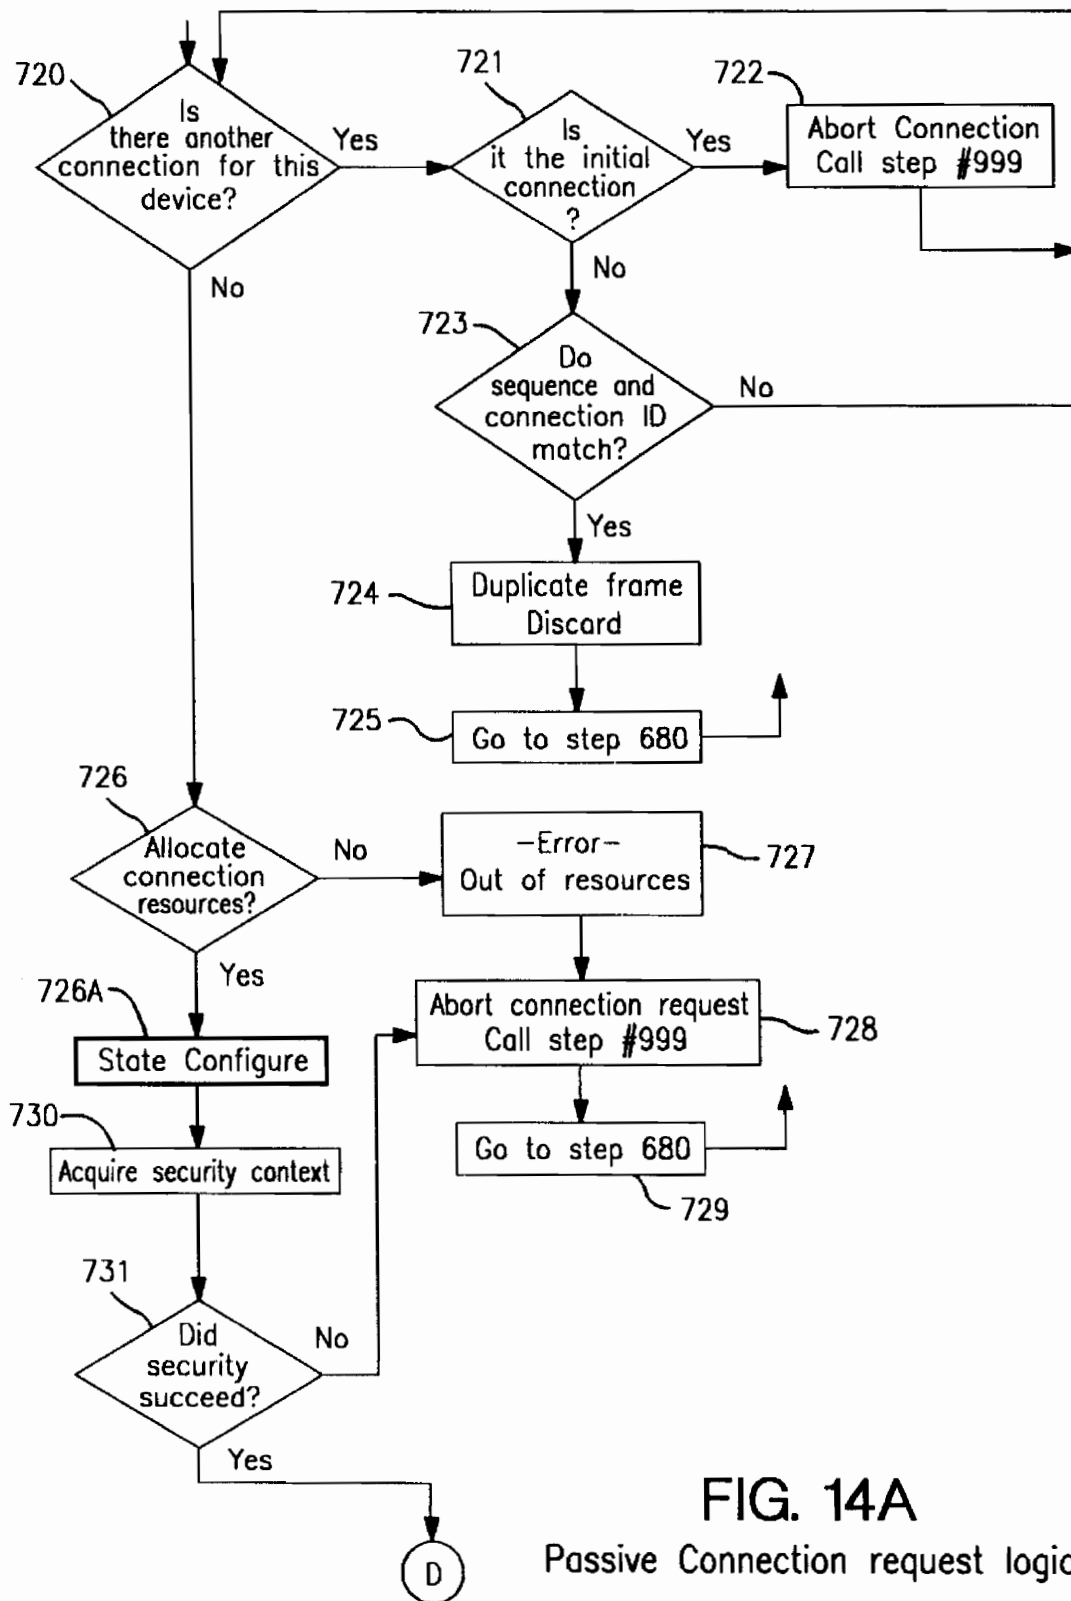 720
Is
there another
connection for this
device?
Yes
No
721
Is
it the initial
connection
?
Yes
No
722
Abort Connection
Call step #999
723
Do
sequence and
connection ID
match?
No
Yes
724
Duplicate frame
Discard
725
Go to step 680
726
Allocate
connection
resources?
No
Yes
-Error-
Out of resources
727
726A
State Configure
Abort connection request
Call step #999
728
730
Acquire security context
Go to step 680
729
731
Did
security
succeed?
No
Yes
D
FIG. 14A
Passive Connection request logic